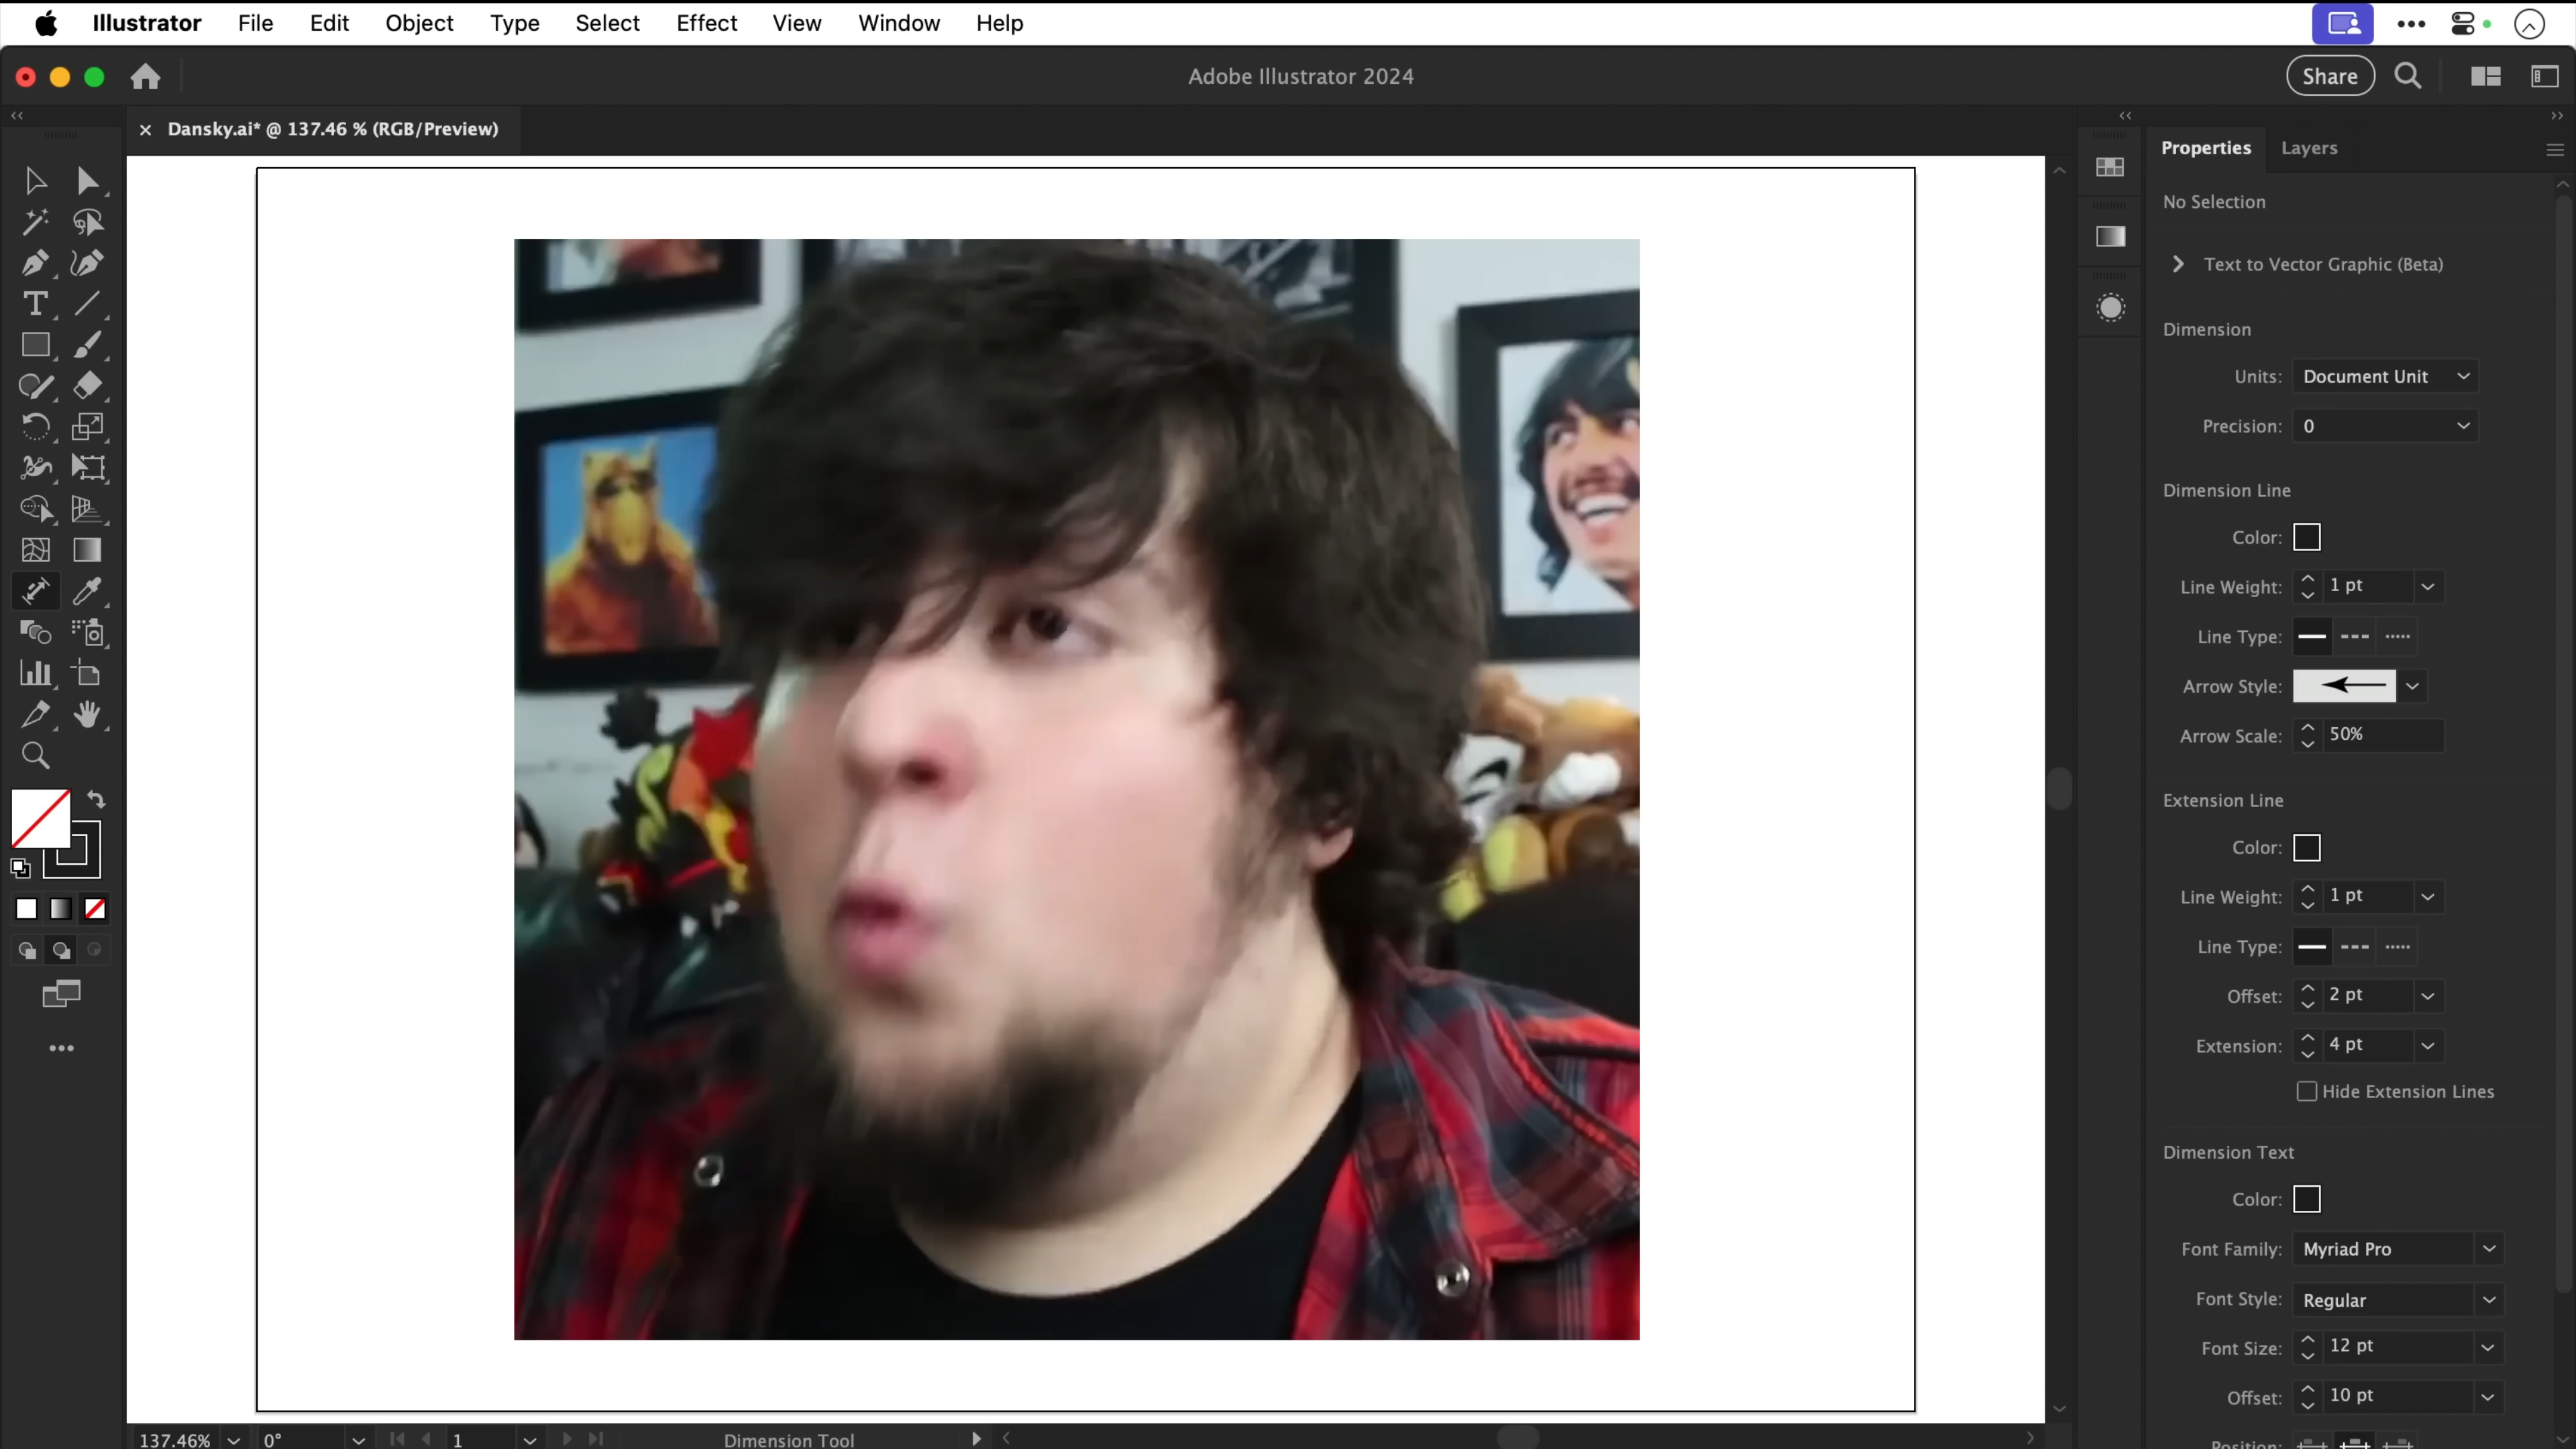 Illustrator File Edit Object Type Select Effect View Window Help
Adobe Illustrator 2024
Share
× Dansky.ai* @ 137.46 % (RGB/Preview)
Properties Layers
No Selection
Text to Vector Graphic (Beta)
Dimension
Units: Document Unit
Precision: 0
Dimension Line
Color:
Line Weight: 1 pt
Line Type:
Arrow Style:
Arrow Scale: 50%
Extension Line
Color:
Line Weight: 1 pt
Line Type:
Offset: 2 pt
Extension: 4 pt
Hide Extension Lines
Dimension Text
Color:
Font Family: Myriad Pro
Font Style: Regular
Font Size: 12 pt
Offset: 10 pt
Position:
137.46% 0° 1 Dimension Tool